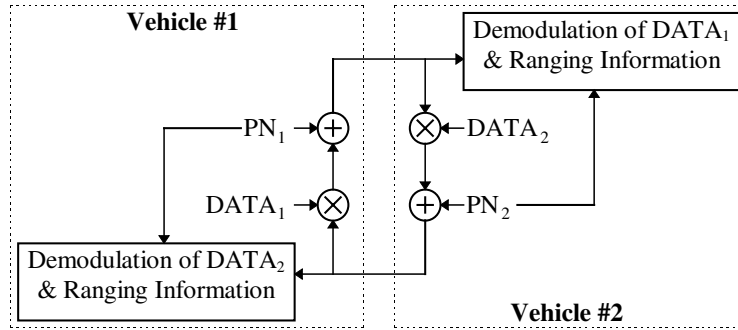 Vehicle #1
Demodulation of DATA₁
& Ranging Information
PN₁
DATA₂
DATA₁
PN₂
Demodulation of DATA₂
& Ranging Information
Vehicle #2